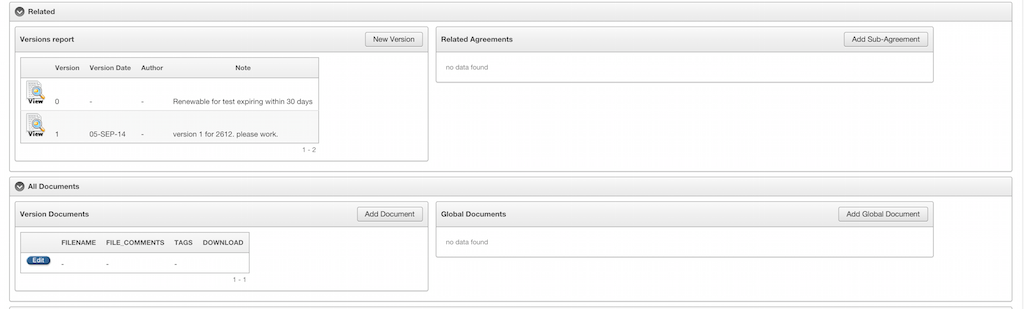 Related
Versions report
New Version
Version Version Date Author Note
View 0 - - Renewable for test expiring within 30 days
View 1 05-SEP-14 - version 1 for 2612. please work.
1 - 2
Related Agreements
Add Sub-Agreement
no data found
All Documents
Version Documents
Add Document
FILENAME FILE_COMMENTS TAGS DOWNLOAD
Edit - - -
1 - 1
Global Documents
Add Global Document
no data found